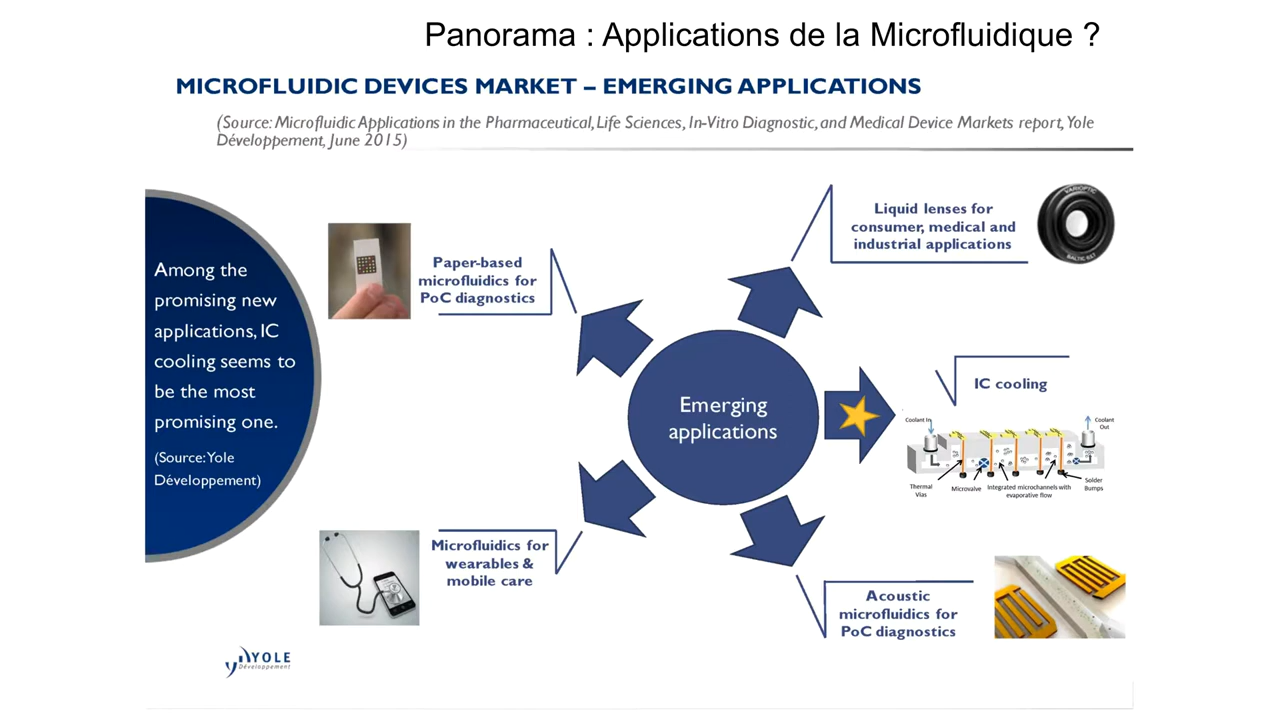 Panorama : Applications de la Microfluidique ?
MICROFLUIDIC DEVICES MARKET – EMERGING APPLICATIONS
(Source: Microfluidic Applications in the Pharmaceutical, Life Sciences, In-Vitro Diagnostic, and Medical Device Markets report, Yole
Développement, June 2015)
Among the
promising new
applications, IC
cooling seems to
be the most
promising one.
(Source: Yole
Développement)
Paper-based
microfluidics for
PoC diagnostics
Liquid lenses for
consumer, medical and
industrial applications
VARIOPTIC
Emerging
applications
IC cooling
Coolant In
Coolant
Out
Thermal
Vias
Microvalve
Integrated microchannels with
evaporative flow
Solder
Bumps
Microfluidics for
wearables &
mobile care
Acoustic
microfluidics for
PoC diagnostics
YOLE
Développement